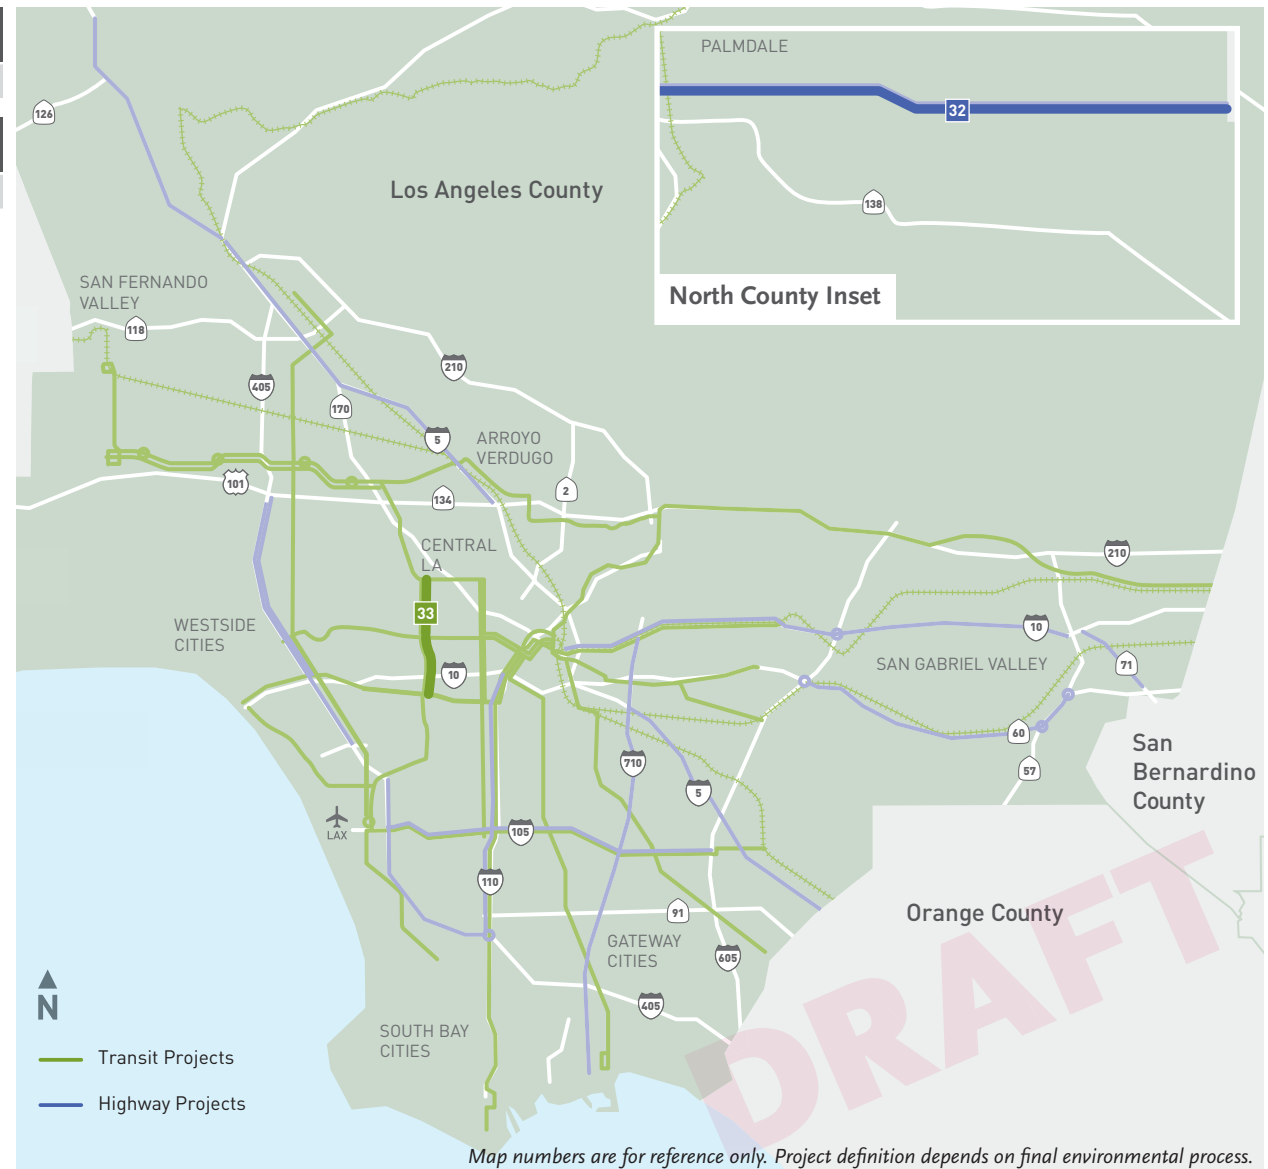 PALMDALE
32
126
138
Los Angeles County
North County Inset
SAN FERNANDO
VALLEY
118
210
405
170
5
ARROYO
VERDUGO
101
134
2
CENTRAL
LA
210
33
WESTSIDE
CITIES
10
10
SAN GABRIEL VALLEY
71
60
57
San
Bernardino
County
710
5
LAX
105
110
91
Orange County
GATEWAY
CITIES
605
405
N
SOUTH BAY
CITIES
Transit Projects
Highway Projects
DRAFT
Map numbers are for reference only. Project definition depends on final environmental process.